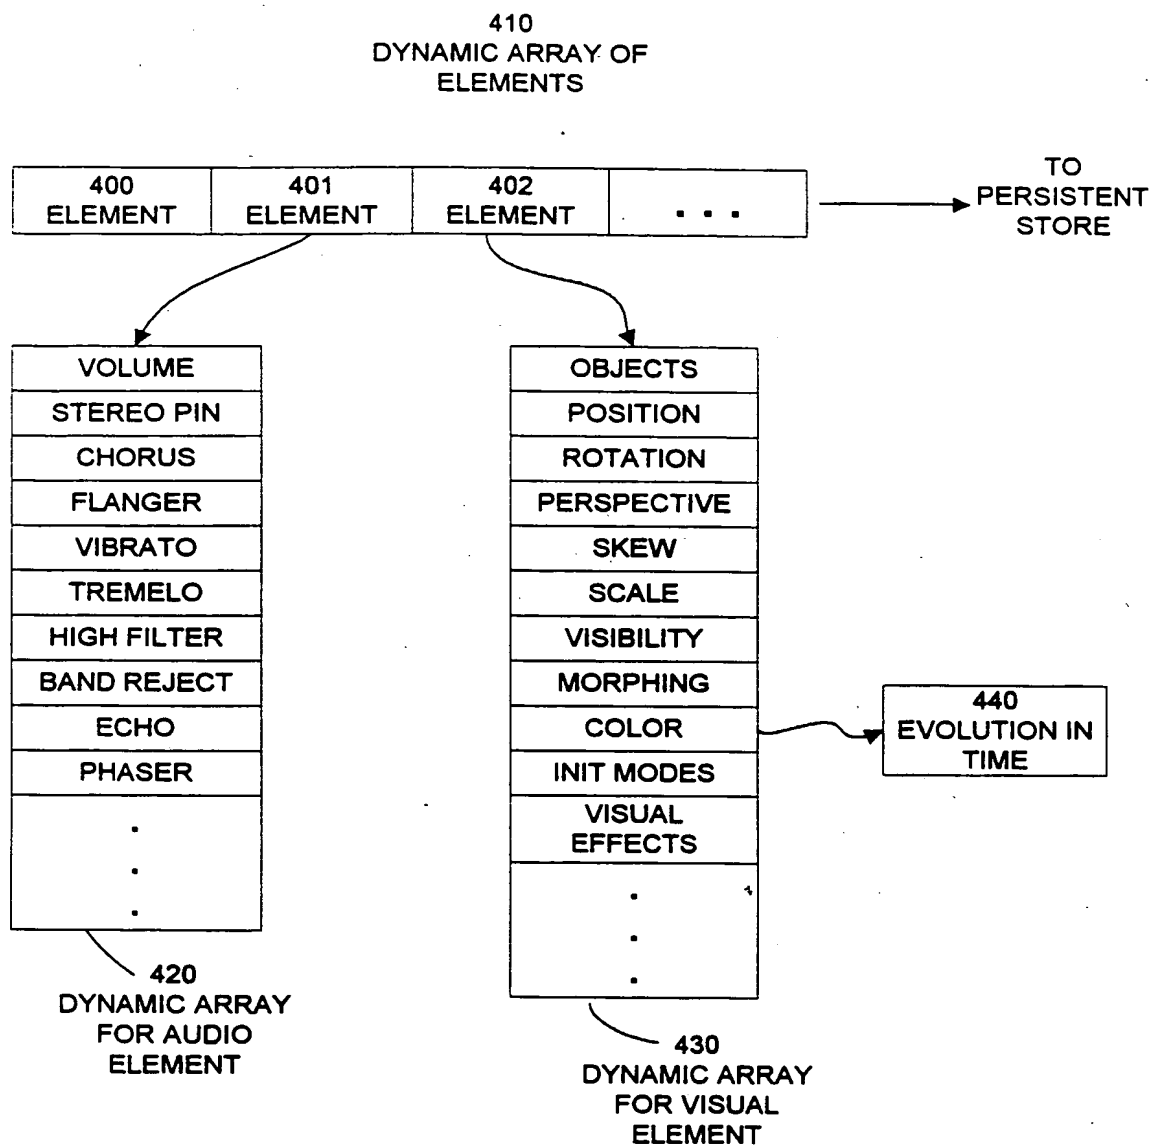 410
DYNAMIC ARRAY OF
ELEMENTS
400
ELEMENT
401
ELEMENT
402
ELEMENT
. . .
TO
PERSISTENT
STORE
VOLUME
STEREO PIN
CHORUS
FLANGER
VIBRATO
TREMELO
HIGH FILTER
BAND REJECT
ECHO
PHASER
.
.
.
420
DYNAMIC ARRAY
FOR AUDIO
ELEMENT
OBJECTS
POSITION
ROTATION
PERSPECTIVE
SKEW
SCALE
VISIBILITY
MORPHING
COLOR
INIT MODES
VISUAL
EFFECTS
.
.
.
430
DYNAMIC ARRAY
FOR VISUAL
ELEMENT
440
EVOLUTION IN
TIME